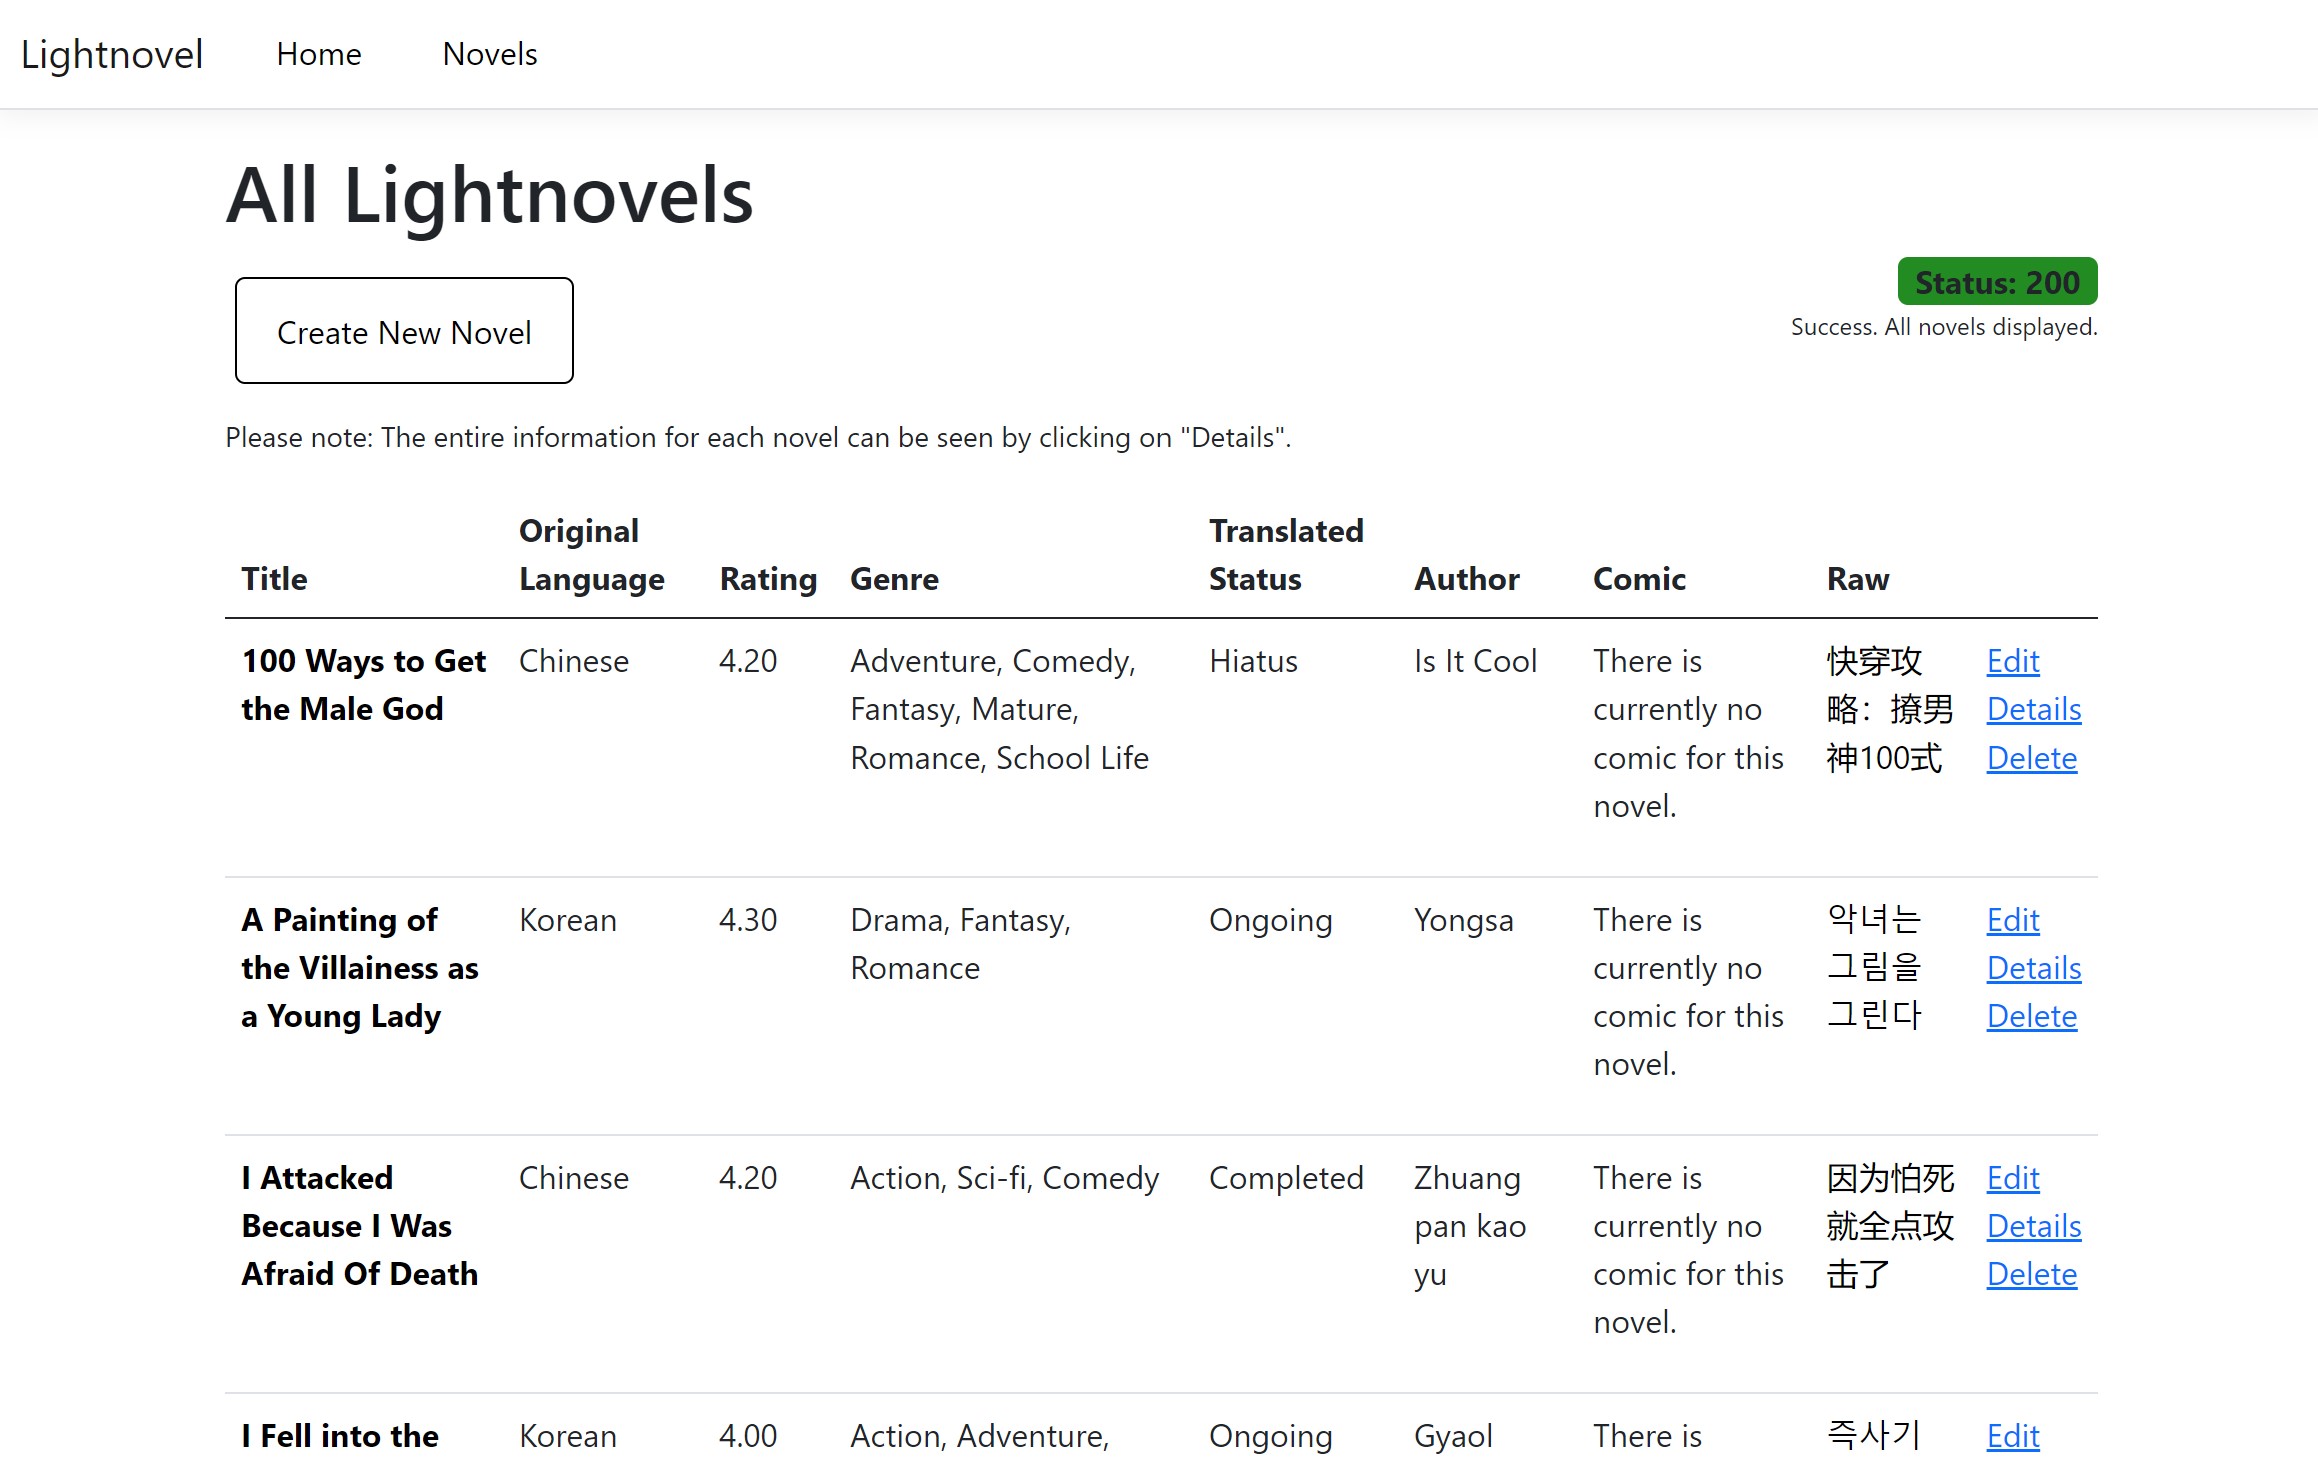 Lightnovel Home Novels
All Lightnovels
Create New Novel
Status: 200
Success. All novels displayed.
Please note: The entire information for each novel can be seen by clicking on "Details".
Title Original Language Rating Genre Translated Status Author Comic Raw
100 Ways to Get Chinese 4.20 Adventure, Comedy, Hiatus Is It Cool There is 快穿攻 Edit
the Male God Fantasy, Mature, currently no 略：撩男 Details
Romance, School Life comic for this 神100式 Delete
novel.
A Painting of Korean 4.30 Drama, Fantasy, Ongoing Yongsa There is 악녀는 Edit
the Villainess as Romance currently no 그림을 Details
a Young Lady comic for this 그린다 Delete
novel.
I Attacked Chinese 4.20 Action, Sci-fi, Comedy Completed Zhuang There is 因为怕死 Edit
Because I Was pan kao currently no 就全点攻 Details
Afraid Of Death yu comic for this 击了 Delete
novel.
I Fell into the Korean 4.00 Action, Adventure, Ongoing Gyaol There is 즉사기 Edit